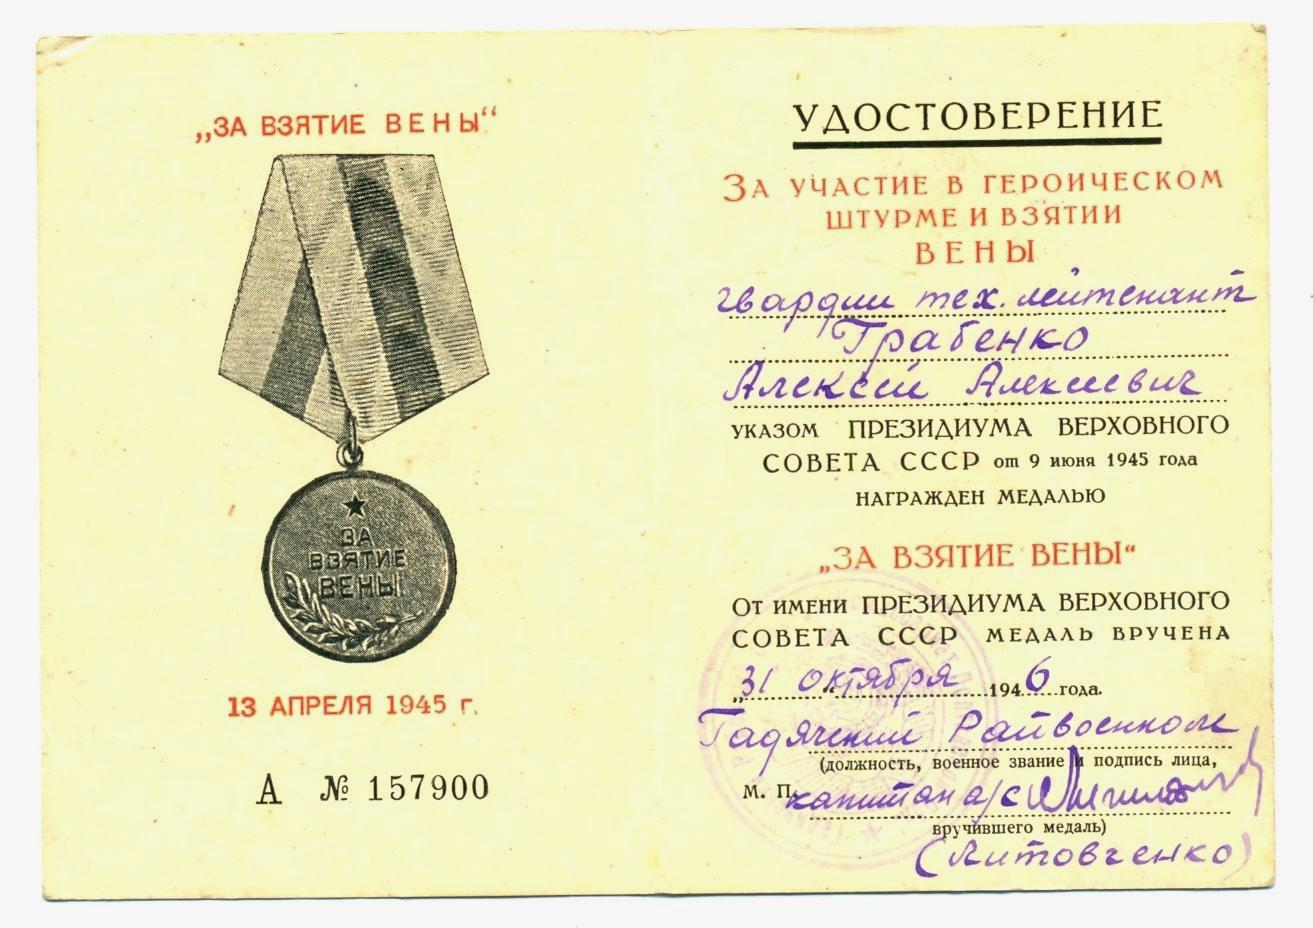 „ЗА ВЗЯТИЕ ВЕНЫ“
ЗА
ВЗЯТИЕ
ВЕНЫ
13 АПРЕЛЯ 1945 г.
А № 157900
УДОСТОВЕРЕНИЕ
ЗА УЧАСТИЕ В ГЕРОИЧЕСКОМ
ШТУРМЕ И ВЗЯТИИ
ВЕНЫ
гвардии тех. лейтенант
Грабенко
Алексей Алексеевич
УКАЗОМ ПРЕЗИДИУМА ВЕРХОВНОГО
СОВЕТА СССР от 9 июня 1945 года
НАГРАЖДЕН МЕДАЛЬЮ
„ЗА ВЗЯТИЕ ВЕНЫ“
ОТ ИМЕНИ ПРЕЗИДИУМА ВЕРХОВНОГО
СОВЕТА СССР МЕДАЛЬ ВРУЧЕНА
„31 октября 1946 года.
Гадячский Райвоенком
(должность, военное звание и подпись лица,
М. П. капитан а/с
вручившего медаль)
(Литовченко)